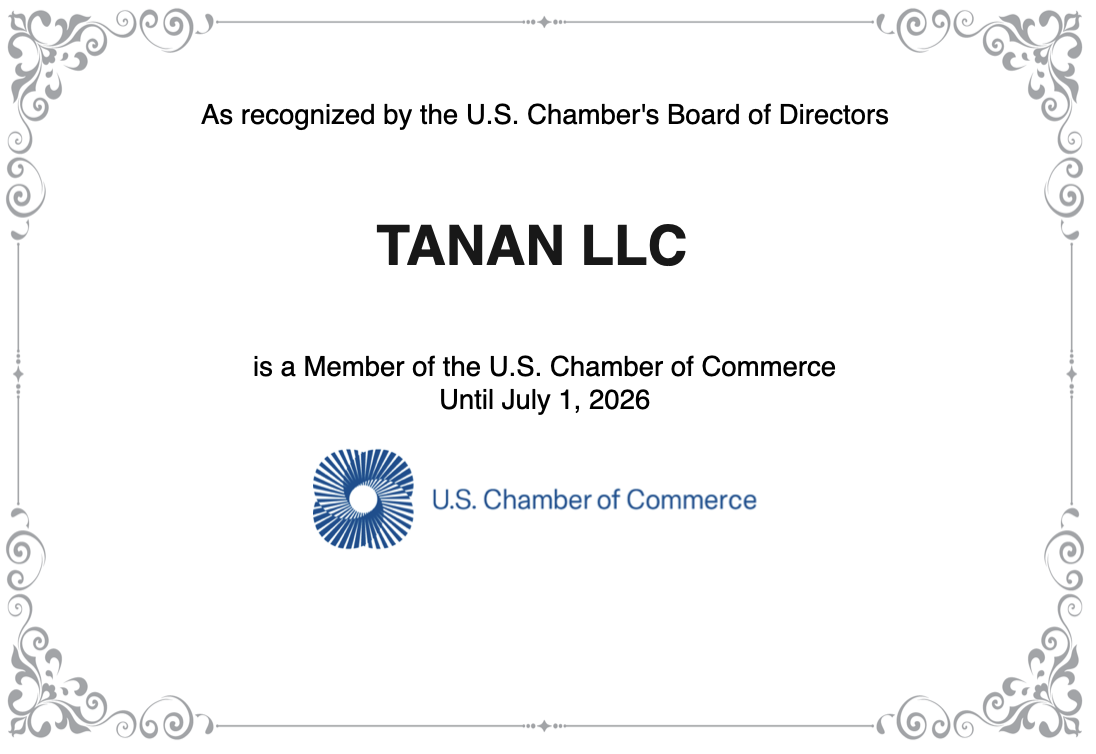 As recognized by the U.S. Chamber's Board of Directors
TANAN LLC
is a Member of the U.S. Chamber of Commerce
Until July 1, 2026
U.S. Chamber of Commerce